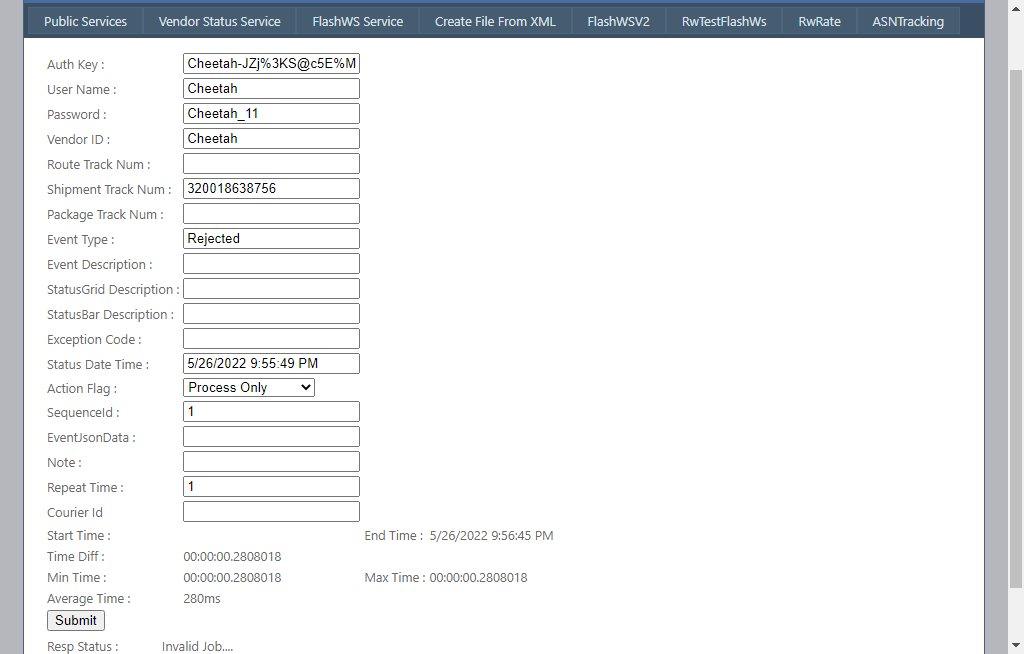 Public Services Vendor Status Service FlashWS Service Create File From XML FlashWSV2 RwTestFlashWs RwRate ASNTracking
Auth Key : Cheetah-JZj%3KS@c5E%M
User Name : Cheetah
Password : Cheetah_11
Vendor ID : Cheetah
Route Track Num :
Shipment Track Num : 320018638756
Package Track Num :
Event Type : Rejected
Event Description :
StatusGrid Description :
StatusBar Description :
Exception Code :
Status Date Time : 5/26/2022 9:55:49 PM
Action Flag : Process Only
SequenceId : 1
EventJsonData :
Note :
Repeat Time : 1
Courier Id
Start Time : End Time : 5/26/2022 9:56:45 PM
Time Diff : 00:00:00.2808018
Min Time : 00:00:00.2808018 Max Time : 00:00:00.2808018
Average Time : 280ms
Submit
Resp Status : Invalid Job....